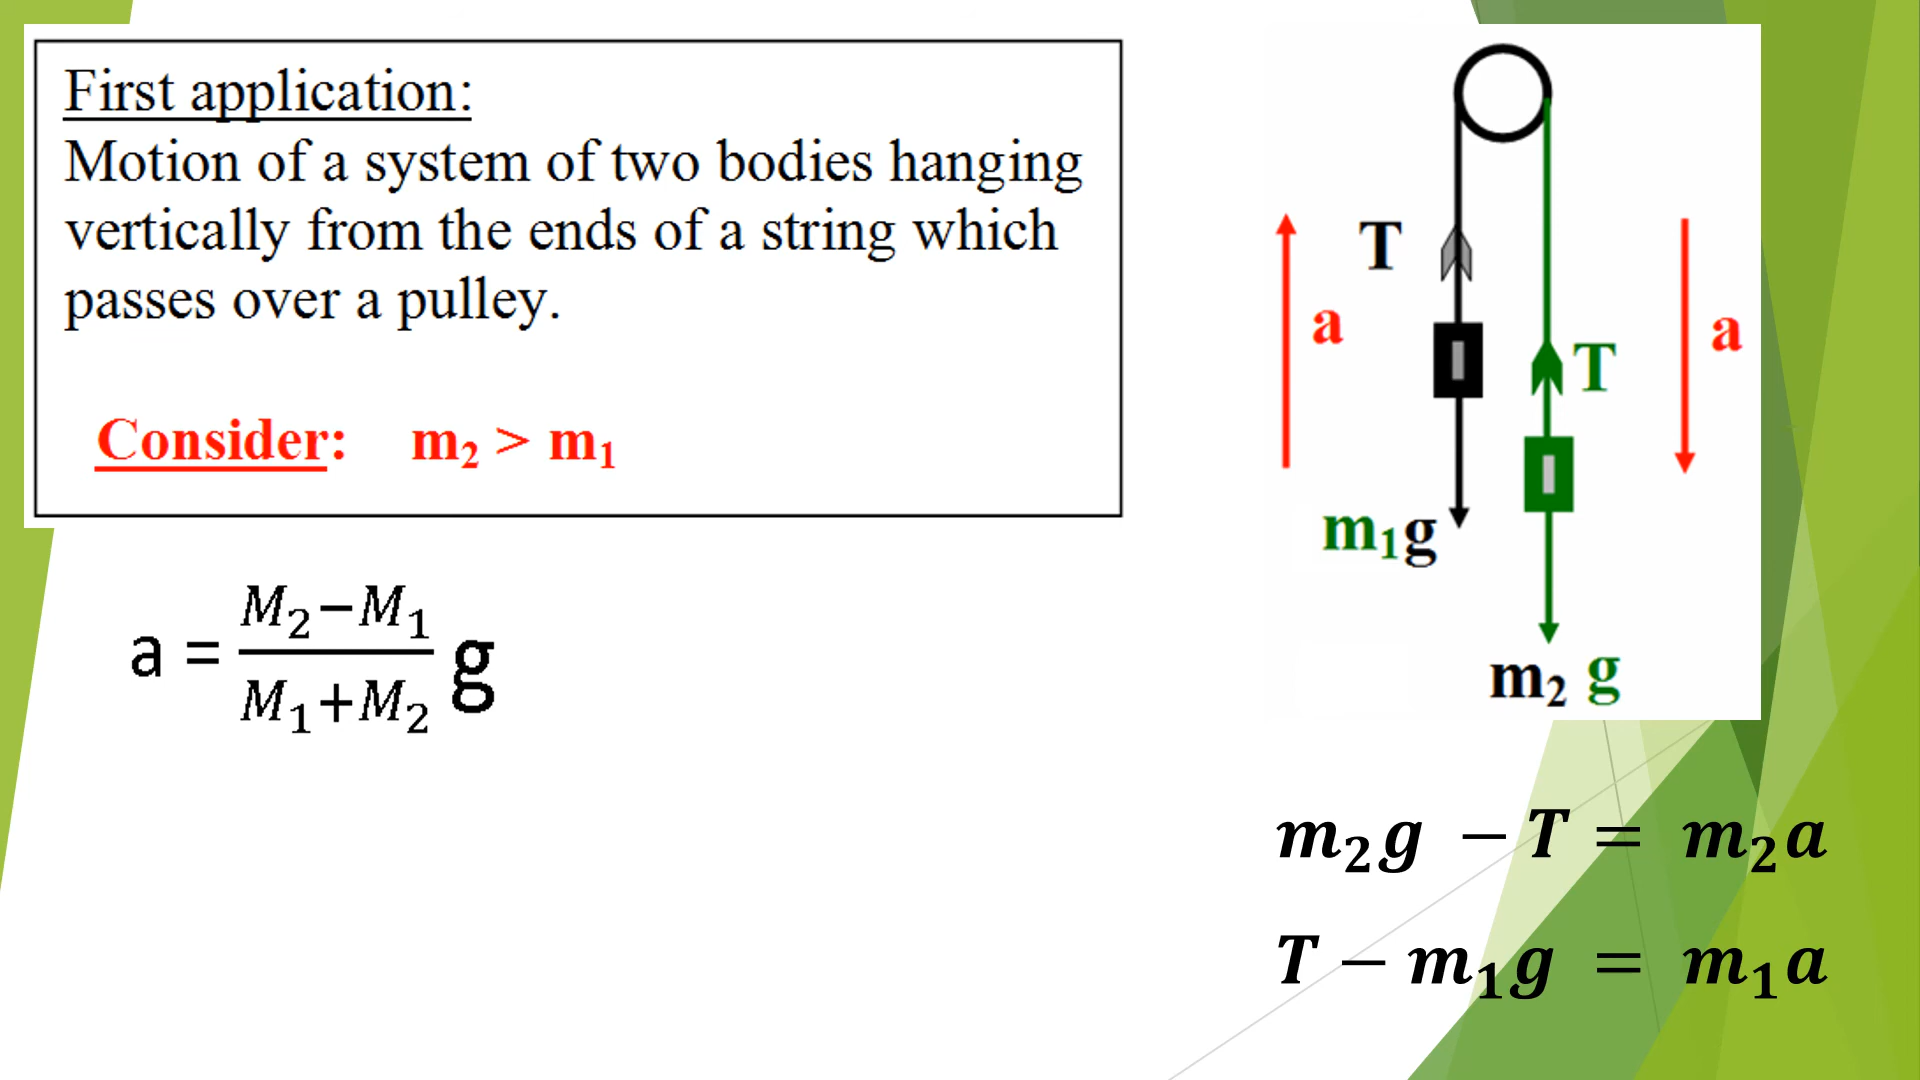 First application:
Motion of a system of two bodies hanging
vertically from the ends of a string which
passes over a pulley.
Consider: m₂ > m₁
T
a
a
T
m₁g
m₂ g
a = \frac{M₂−M₁}{M₁+M₂} g
m₂g − T = m₂a
T − m₁g = m₁a